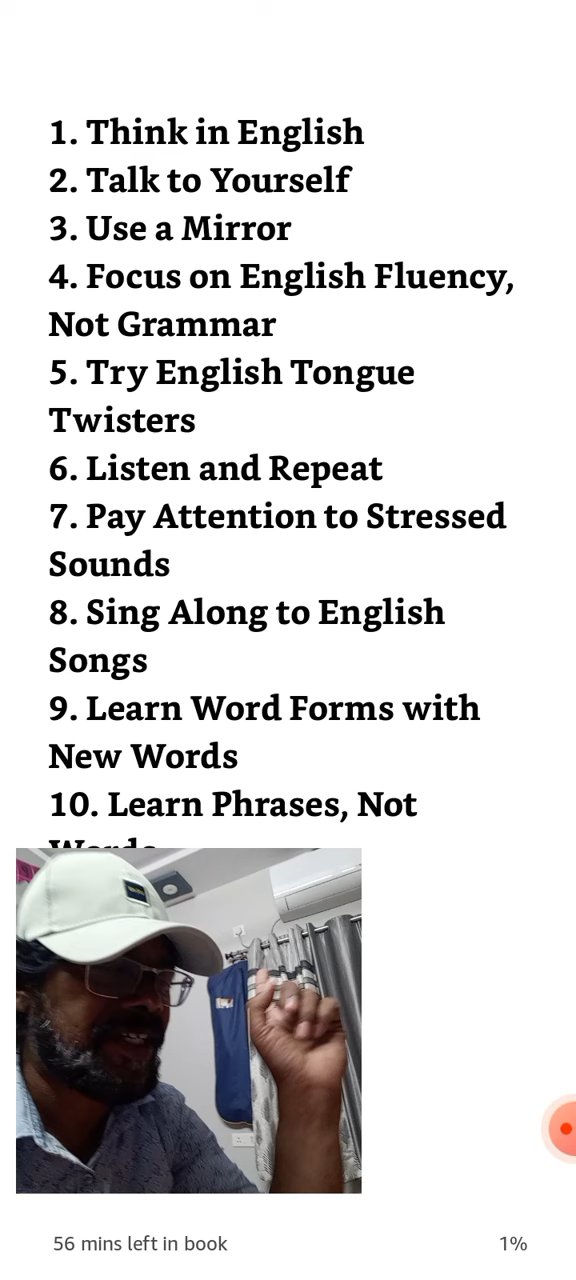 1. Think in English
2. Talk to Yourself
3. Use a Mirror
4. Focus on English Fluency,
Not Grammar
5. Try English Tongue
Twisters
6. Listen and Repeat
7. Pay Attention to Stressed
Sounds
8. Sing Along to English
Songs
9. Learn Word Forms with
New Words
10. Learn Phrases, Not
Words
56 mins left in book
1%